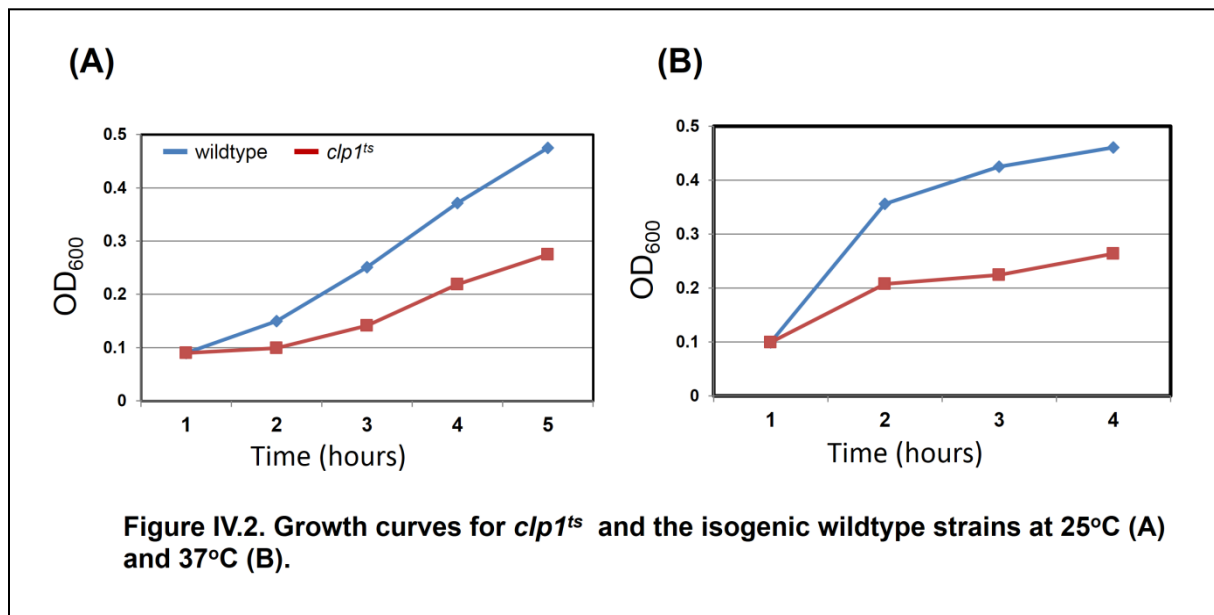 (A)
0.5
wildtype clp1ts
0.4
0.3
0.2
0.1
0
OD600
1 2 3 4 5
Time (hours)
(B)
0.5
0.4
0.3
0.2
0.1
0
OD600
1 2 3 4
Time (hours)
Figure IV.2. Growth curves for clp1ts and the isogenic wildtype strains at 25oC (A)
and 37oC (B).